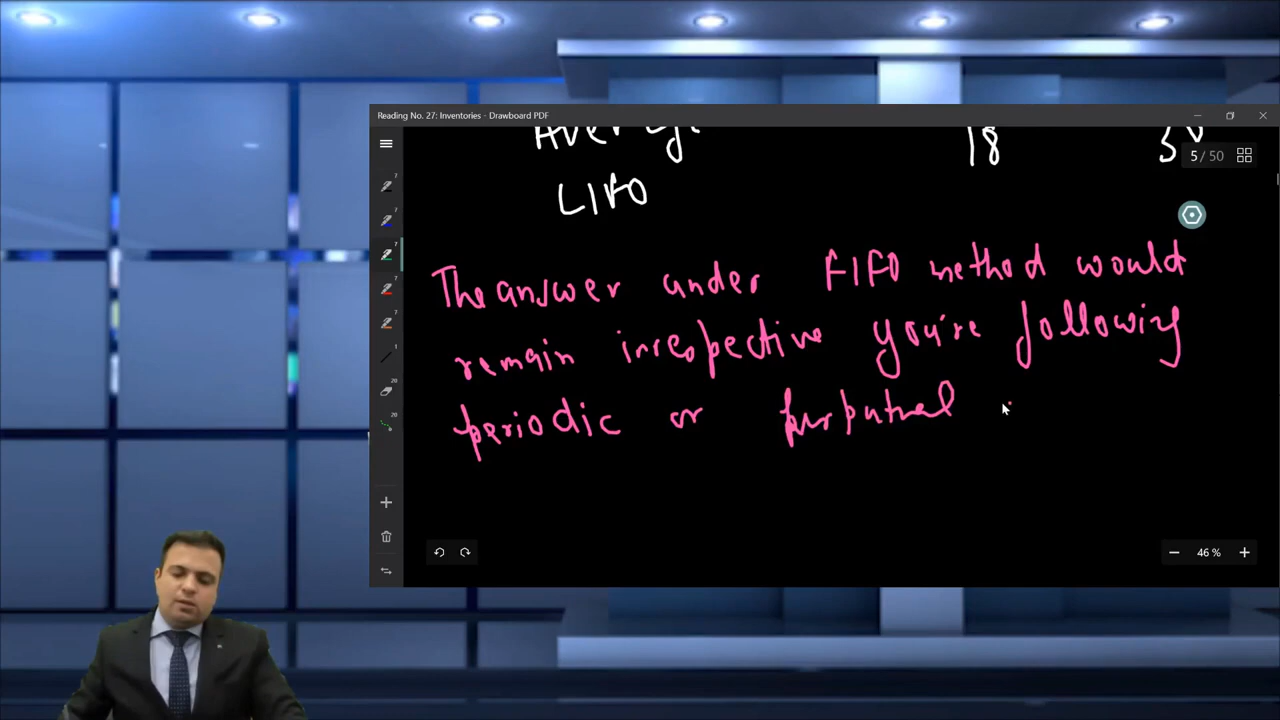 Reading No. 27: Inventories - Drawboard PDF
Average 18
5 / 50
LIFO
The answer under FIFO method would
remain irrespective you're following
periodic or perpetual
46 %